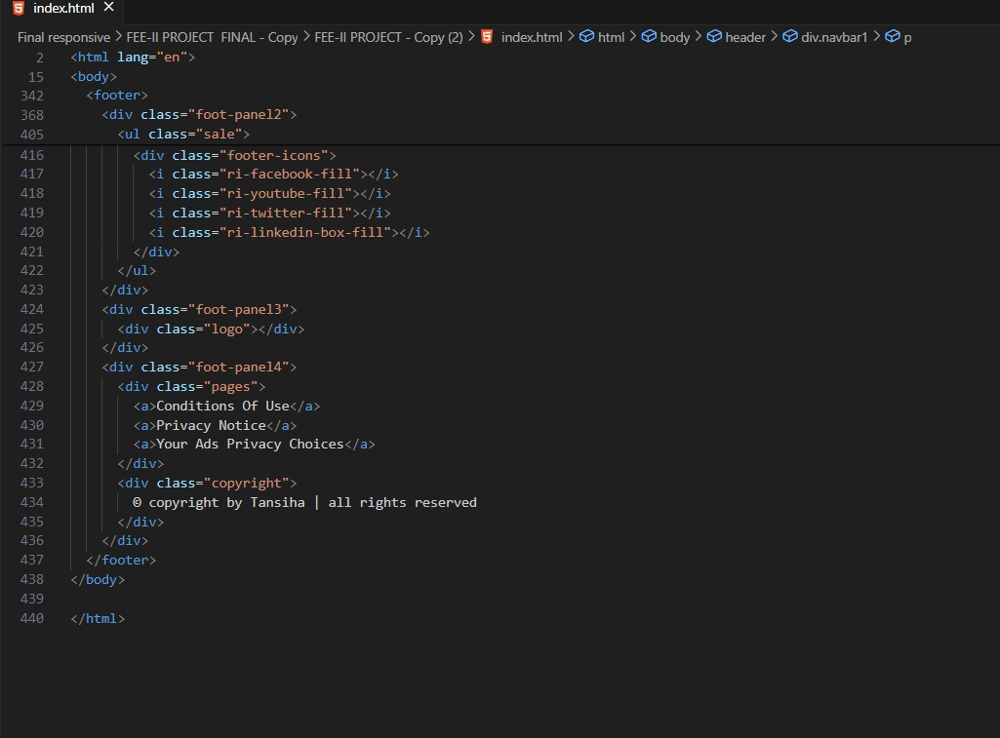 index.html
Final responsive > FEE-II PROJECT FINAL - Copy > FEE-II PROJECT - Copy (2) > index.html > html > body > header > div.navbar1 > p
2 <html lang="en">
15 <body>
342 <footer>
368 <div class="foot-panel2">
405 <ul class="sale">
416 <div class="footer-icons">
417 <i class="ri-facebook-fill"></i>
418 <i class="ri-youtube-fill"></i>
419 <i class="ri-twitter-fill"></i>
420 <i class="ri-linkedin-box-fill"></i>
421 </div>
422 </ul>
423 </div>
424 <div class="foot-panel3">
425 <div class="logo"></div>
426 </div>
427 <div class="foot-panel4">
428 <div class="pages">
429 <a>Conditions Of Use</a>
430 <a>Privacy Notice</a>
431 <a>Your Ads Privacy Choices</a>
432 </div>
433 <div class="copyright">
434 © copyright by Tansiha | all rights reserved
435 </div>
436 </div>
437 </footer>
438 </body>
439
440 </html>